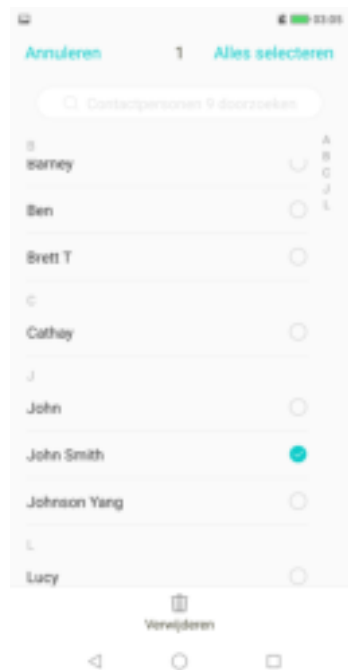 03:05
Annuleren 1 Alles selecteren
Contactpersonen 9 doorzoeken
B
Barney
Ben
Brett T
C
Cathay
J
John
John Smith
Johnson Yang
L
Lucy
A
B
C
J
L
Verwijderen